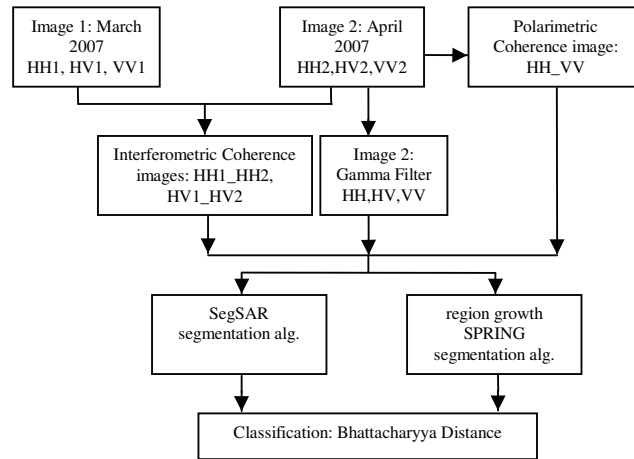 Image 1: March
2007
HH1, HV1, VV1
Image 2: April
2007
HH2,HV2,VV2
Polarimetric
Coherence image:
HH_VV
Interferometric Coherence
images: HH1_HH2,
HV1_HV2
Image 2:
Gamma Filter
HH,HV,VV
SegSAR
segmentation alg.
region growth
SPRING
segmentation alg.
Classification: Bhattacharyya Distance